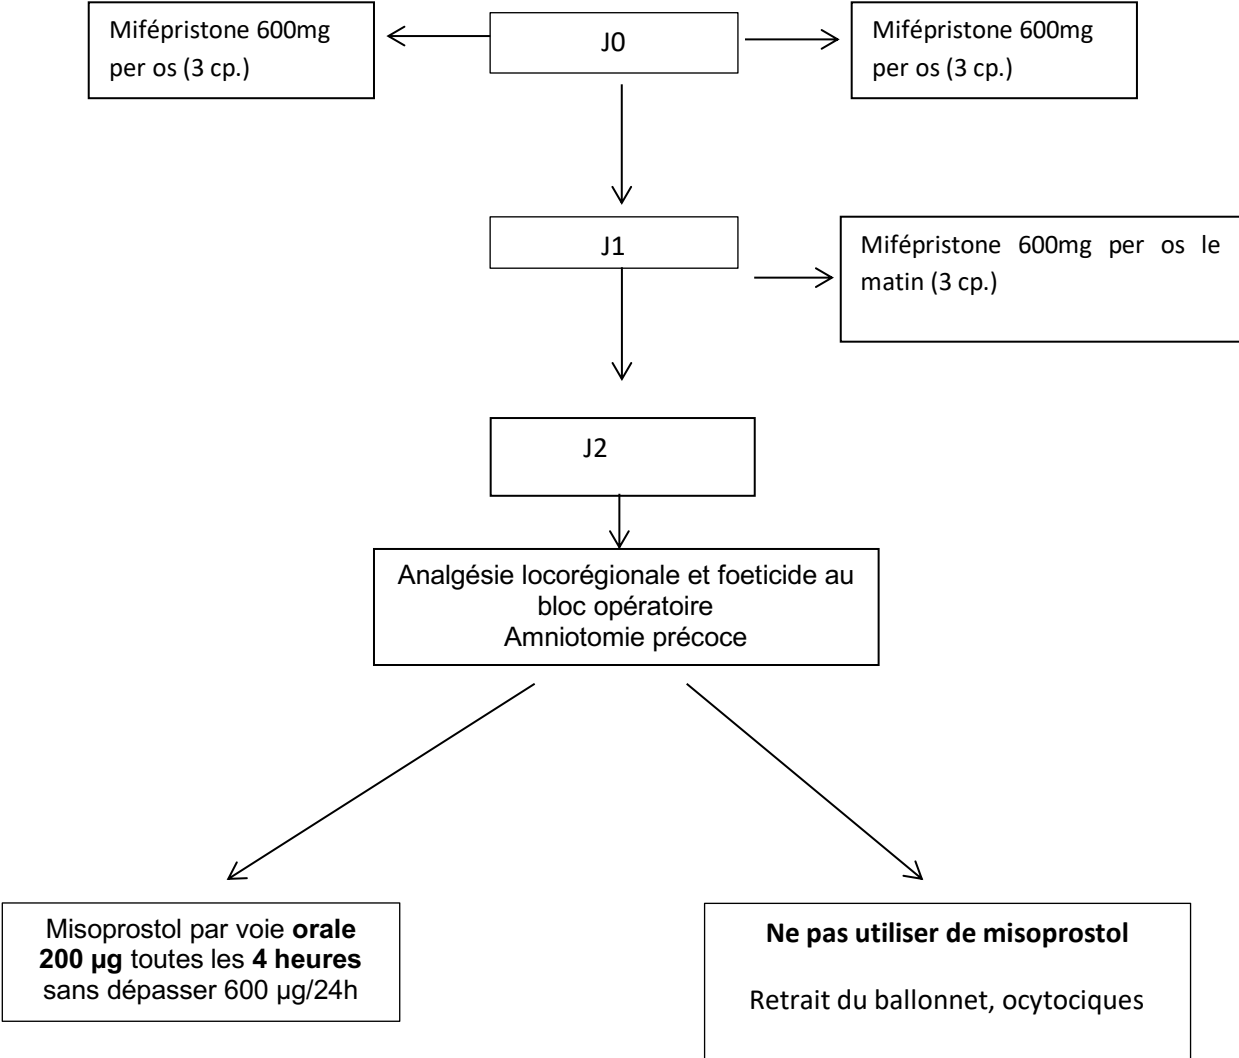 Mifépristone 600mg
per os (3 cp.)
J0
Mifépristone 600mg
per os (3 cp.)
J1
Mifépristone 600mg per os le
matin (3 cp.)
J2
Analgésie locorégionale et foeticide au
bloc opératoire
Amniotomie précoce
Misoprostol par voie orale
200 µg toutes les 4 heures
sans dépasser 600 µg/24h
Ne pas utiliser de misoprostol
Retrait du ballonnet, ocytociques